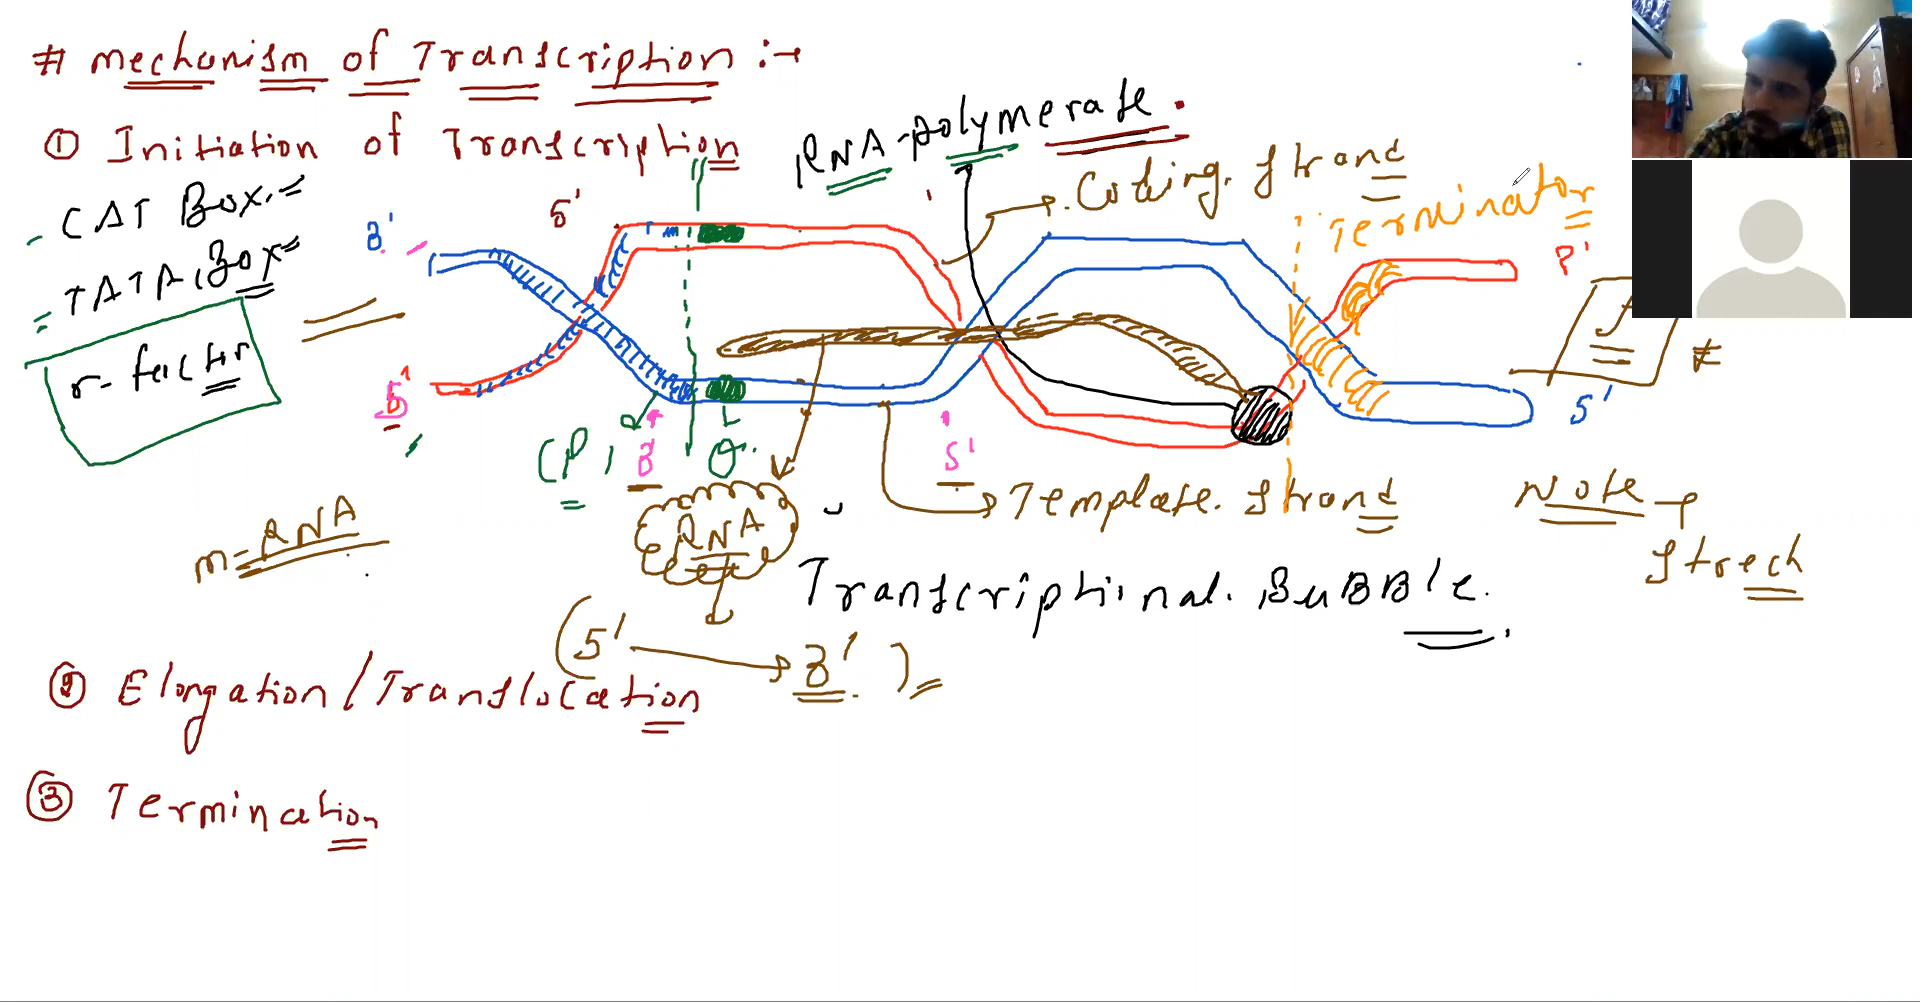 # mechanism of Transcription :→
① Initiation of Transcription
RNA-polymerase.
- CAT Box.=
Coding. strand
Terminator
5'
3'
3'
= TATA, Box
r-factor
5'
(P)
3
O
5'
5'
Template. strand
Note →
strech
m-RNA
RNA
Transcriptional. BuBBle.
(5' → 3')
② Elongation/Translocation
③ Termination